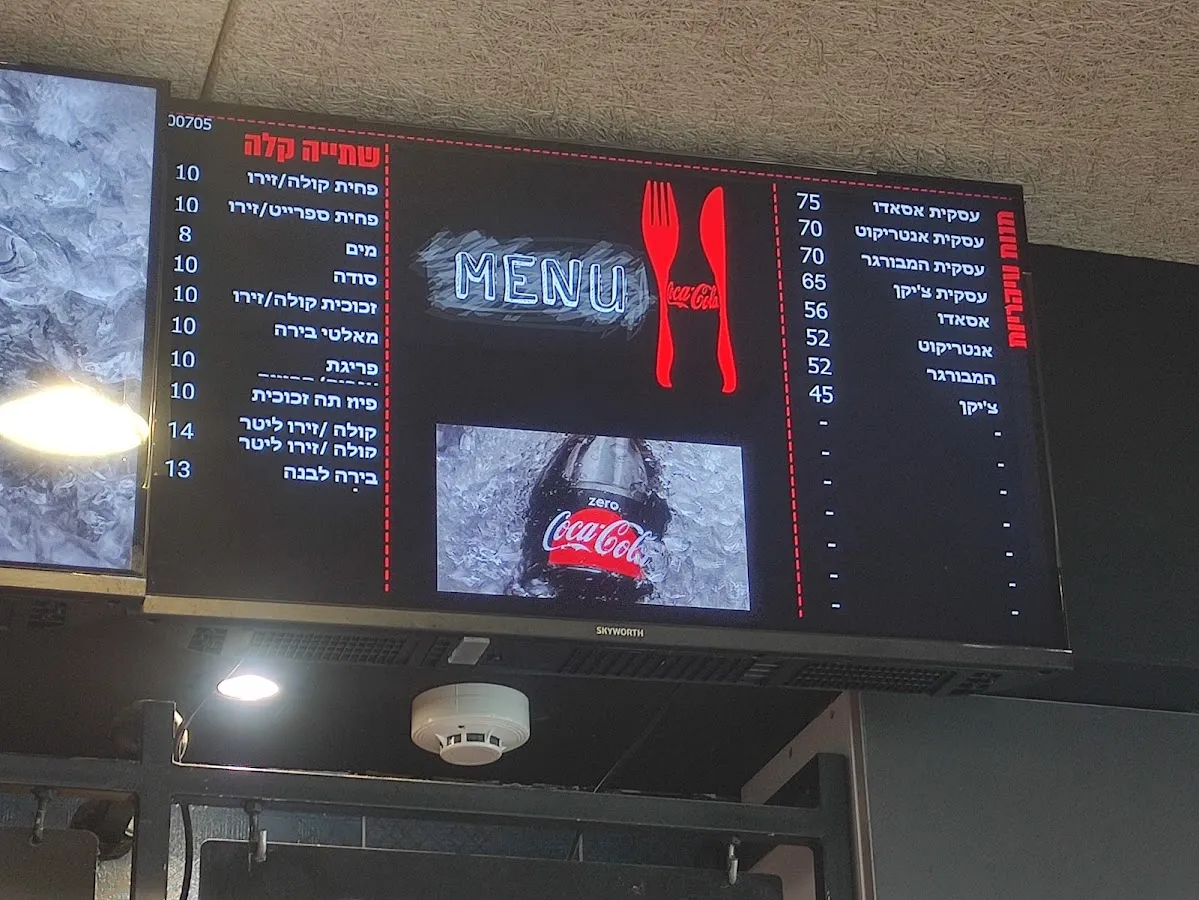 מנות עיקריות
עסקית אסאדו 75
עסקית אנטריקוט 70
עסקית המבורגר 70
עסקית צ'יקן 65
אסאדו 56
אנטריקוט 52
המבורגר 52
צ'יקן 45
- -
- -
- -
- -
- -
- -
- -
MENU
Coca-Cola
zero
Coca-Cola
00705
שתייה קלה
פחית קולה/זירו 10
פחית ספרייט/זירו 10
מים 8
סודה 10
זכוכית קולה/זירו 10
מאלטי בירה 10
פריגת 10
פיוז תה זכוכית 10
קולה /זירו ליטר
קולה /זירו ליטר 14
בירה לבנה 13
SKYWORTH